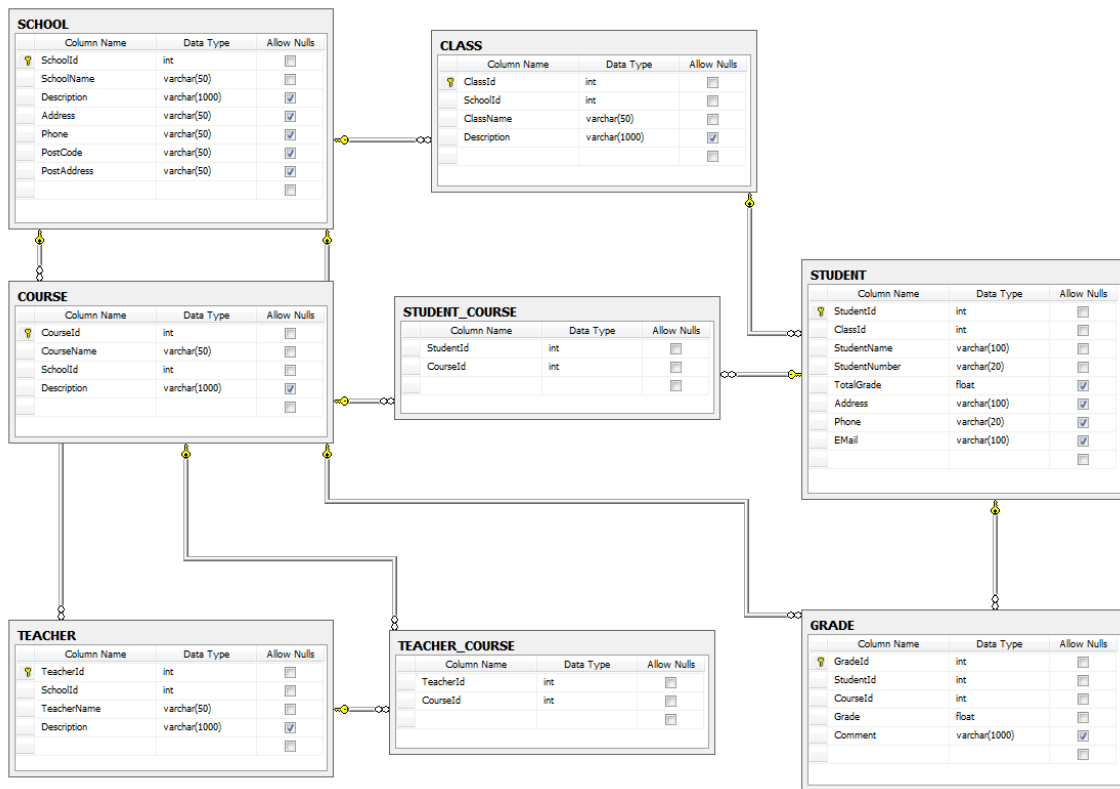 SCHOOL
Column Name Data Type Allow Nulls
SchoolId int
SchoolName varchar(50)
Description varchar(1000)
Address varchar(50)
Phone varchar(50)
PostCode varchar(50)
PostAddress varchar(50)
CLASS
Column Name Data Type Allow Nulls
ClassId int
SchoolId int
ClassName varchar(50)
Description varchar(1000)
COURSE
Column Name Data Type Allow Nulls
CourseId int
CourseName varchar(50)
SchoolId int
Description varchar(1000)
STUDENT_COURSE
Column Name Data Type Allow Nulls
StudentId int
CourseId int
STUDENT
Column Name Data Type Allow Nulls
StudentId int
ClassId int
StudentName varchar(100)
StudentNumber varchar(20)
TotalGrade float
Address varchar(100)
Phone varchar(20)
EMail varchar(100)
TEACHER
Column Name Data Type Allow Nulls
TeacherId int
SchoolId int
TeacherName varchar(50)
Description varchar(1000)
TEACHER_COURSE
Column Name Data Type Allow Nulls
TeacherId int
CourseId int
GRADE
Column Name Data Type Allow Nulls
GradeId int
StudentId int
CourseId int
Grade float
Comment varchar(1000)